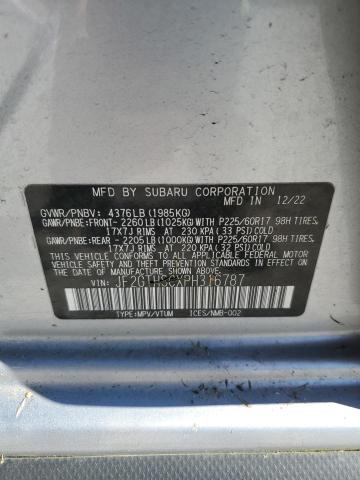 MFD BY SUBARU CORPORATION 12/22
GVWR/PNBV: 4376LB(1985KG)
GAWR/PNBE:FRONT- 2260LB(1025KG)WITH P225/60R17 98H TIRES,
17X7J RIMS, AT 230 KPA(33 PSI)COLD
GAWR/PNBE:REAR - 2205LB(1000KG)WITH P225/60R17 98H TIRES,
17X7J RIMS, AT 220 KPA(32 PSI)COLD
THIS VEHICLE CONFORMS TO ALL APPLICABLE FEDERAL MOTOR VEHICLE
SAFETY, BUMPER, AND THEFT PREVENTION STANDARDS IN EFFECT
ON THE DATE OF MANUFACTURE SHOWN ABOVE.
VIN: JF2GTHSCXPH316787
TYPE:MPV/VTUM ICES/NMB-002